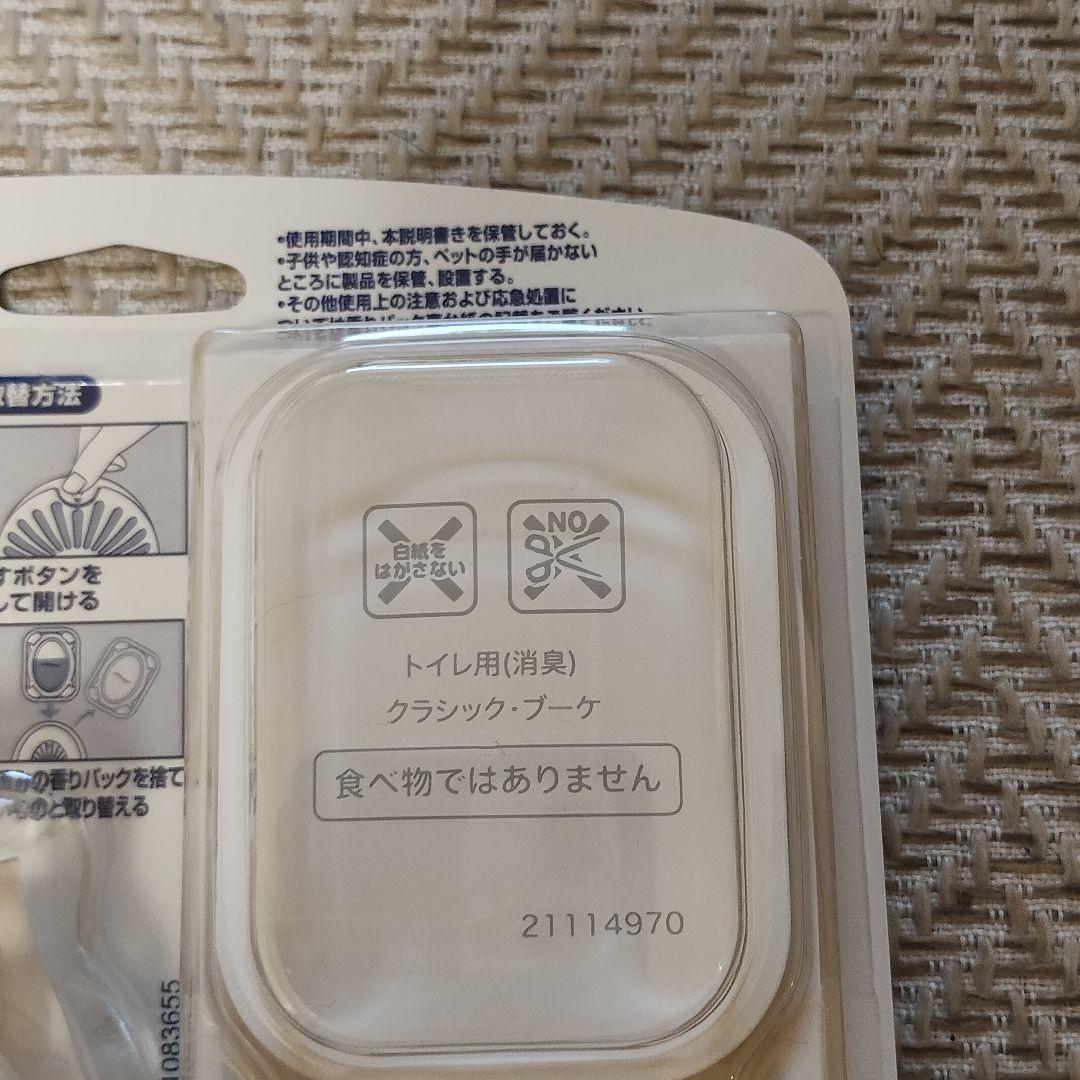 •使用期間中、本説明書きを保管しておく。
•子供や認知症の方、ペットの手が届かない
ところに製品を保管、設置する。
•その他使用上の注意および応急処置に
替方法
すボタンを
して開ける
の香りパックを捨て
のと取り替える
白紙を
はがさない
NO
トイレ用(消臭)
クラシック・ブーケ
食べ物ではありません
21114970
1083655